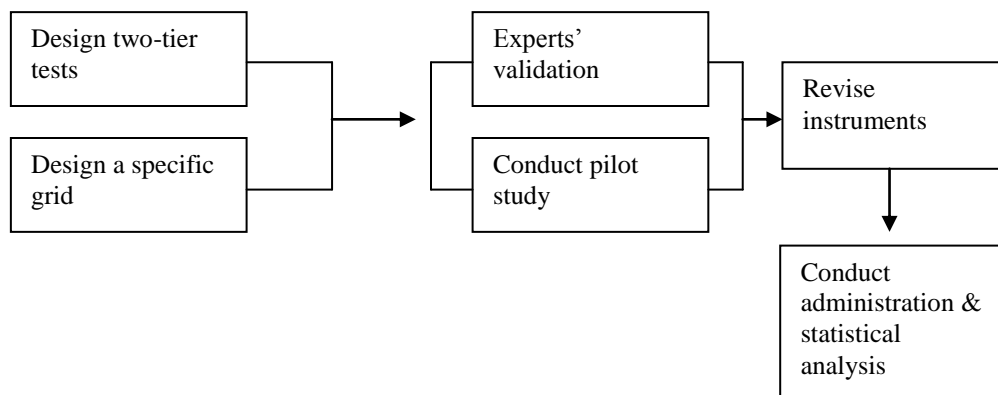 Design two-tier
tests
Design a specific
grid
Experts’
validation
Conduct pilot
study
Revise
instruments
Conduct
administration &
statistical
analysis